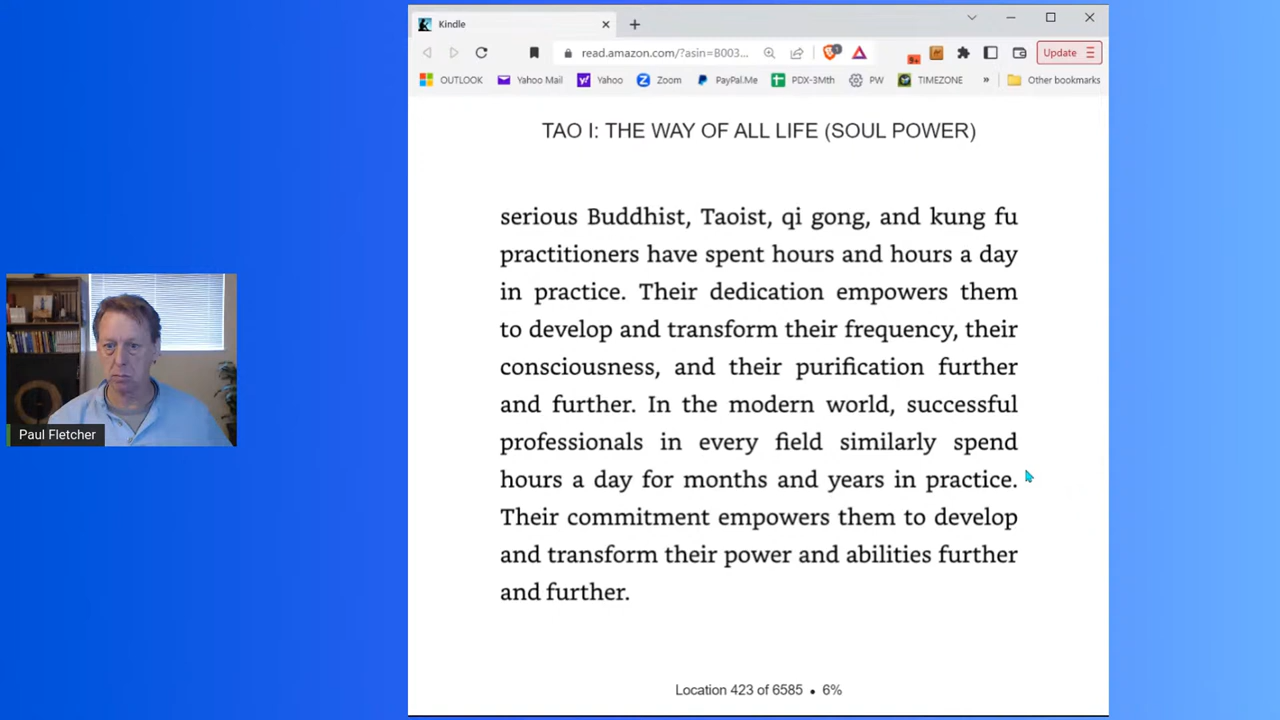 Kindle
read.amazon.com/?asin=B003...
1
9+
Update
OUTLOOK
Yahoo Mail
Yahoo
Zoom
PayPal.Me
PDX-3Mth
PW
TIMEZONE
»
Other bookmarks
TAO I: THE WAY OF ALL LIFE (SOUL POWER)
serious Buddhist, Taoist, qi gong, and kung fu
practitioners have spent hours and hours a day
in practice. Their dedication empowers them
to develop and transform their frequency, their
consciousness, and their purification further
and further. In the modern world, successful
professionals in every field similarly spend
hours a day for months and years in practice.
Their commitment empowers them to develop
and transform their power and abilities further
and further.
Location 423 of 6585 • 6%
Paul Fletcher